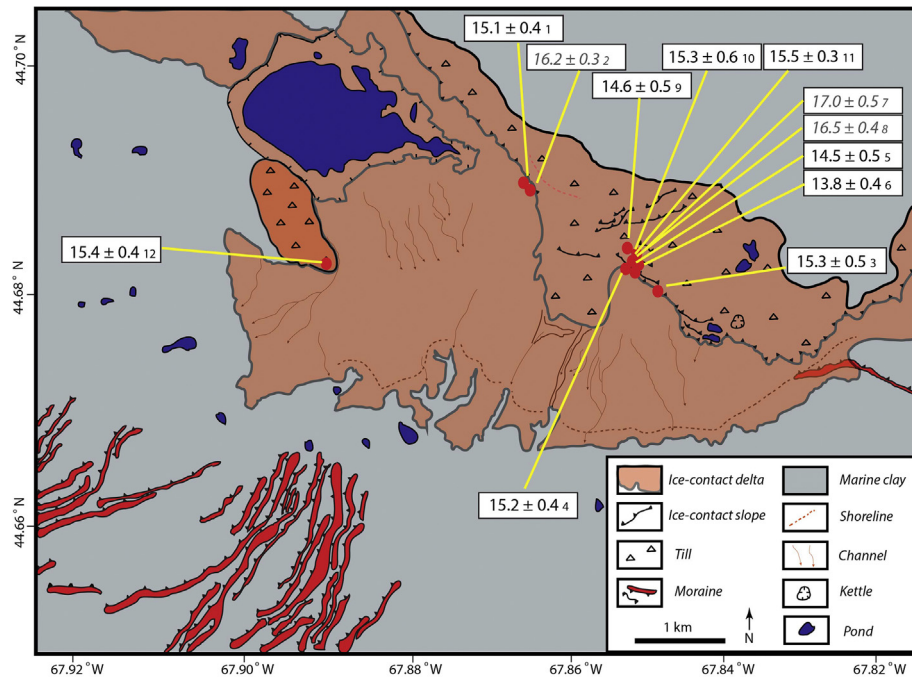 15.1 ± 0.4 1
16.2 ± 0.3 2
15.3 ± 0.6 10
15.5 ± 0.3 11
14.6 ± 0.5 9
17.0 ± 0.5 7
16.5 ± 0.4 8
14.5 ± 0.5 5
13.8 ± 0.4 6
15.4 ± 0.4 12
15.3 ± 0.5 3
15.2 ± 0.4 4
44.70 N
44.68° N
44.66° N
Ice-contact delta
Marine clay
Ice-contact slope
Shoreline
Till
Channel
Moraine
Kettle
1 km
N
Pond
67.92 °W
67.90 °W
67.88 °W
67.86 °W
67.84 °W
67.82 °W